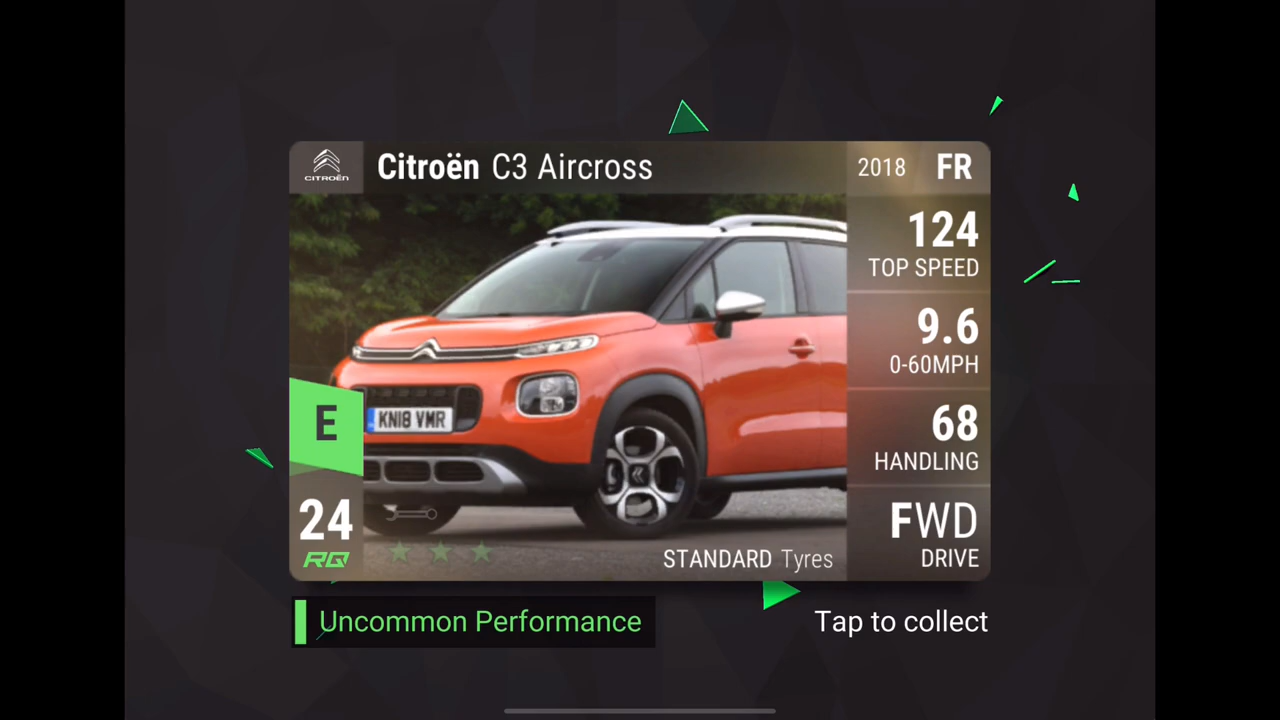 CITROËN
Citroën C3 Aircross
2018 FR
124
TOP SPEED
9.6
0-60MPH
68
HANDLING
FWD
DRIVE
E
24
RQ
KN18 VMR
STANDARD Tyres
Uncommon Performance
Tap to collect